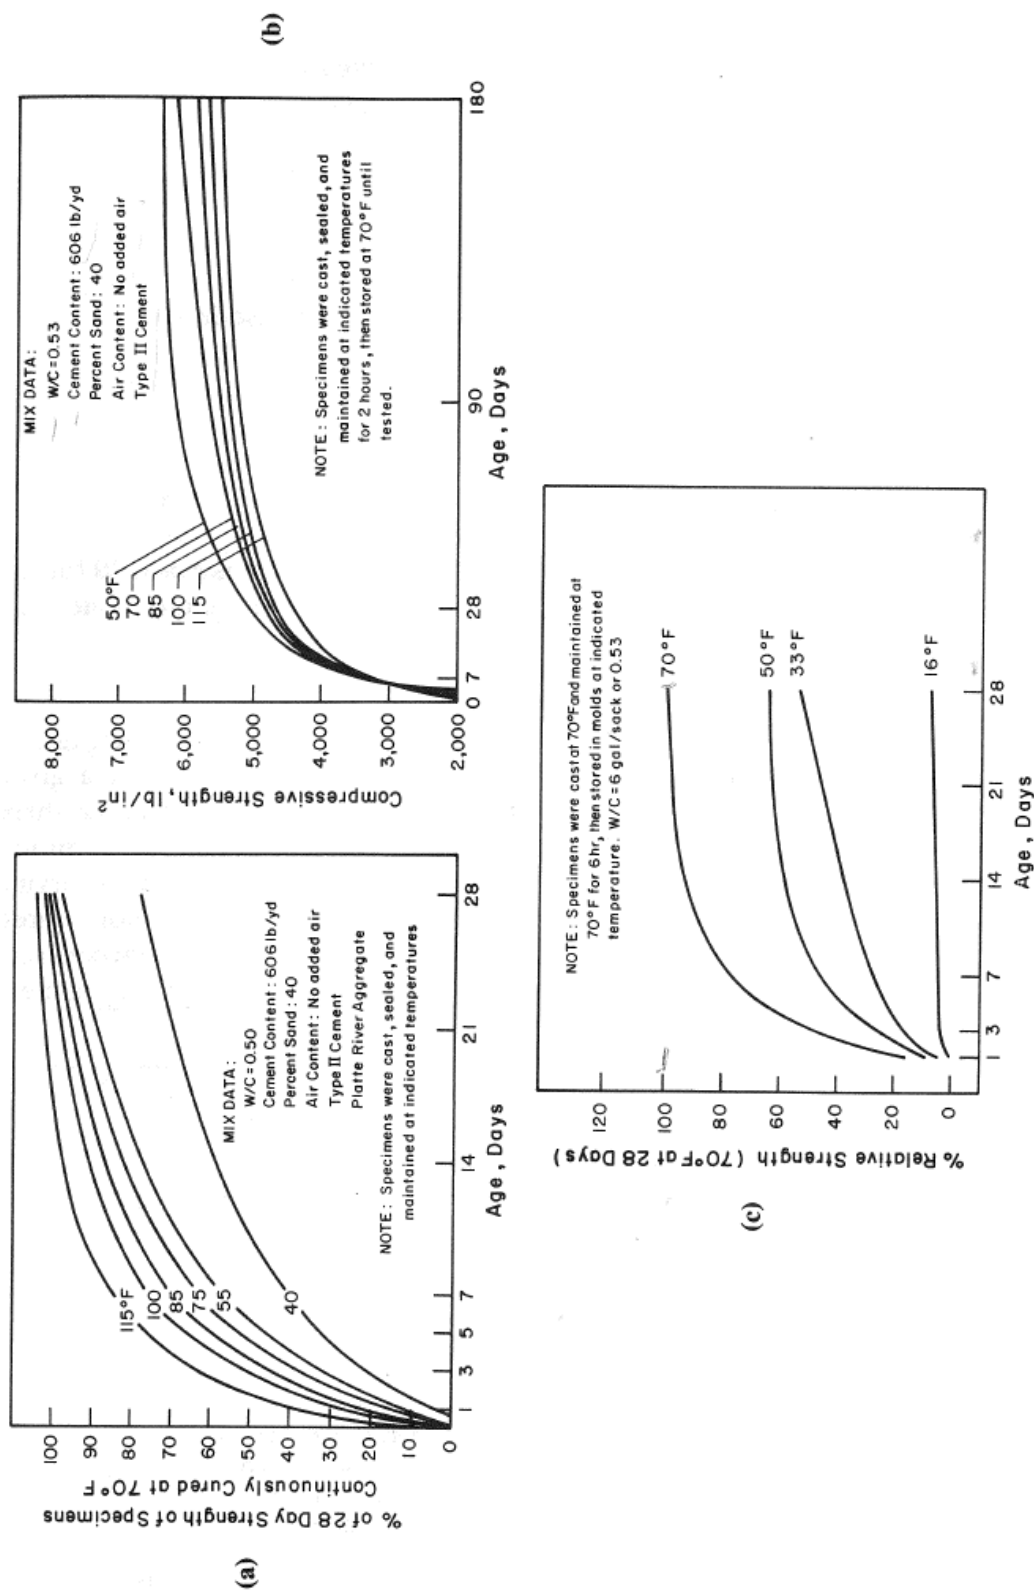 (a)
% of 28 Day Strength of Specimens
Continuously Cured at 70°F
100
90
80
70
60
50
40
30
20
10
0
115°F
100
85
75
55
40
MIX DATA:
W/C=0.50
Cement Content: 606 lb/yd
Percent Sand: 40
Air Content: No added air
Type II Cement
Platte River Aggregate
NOTE: Specimens were cast, sealed, and
maintained at indicated temperatures
1
3
5
7
14
21
28
Age, Days
(b)
Compressive Strength, lb/in²
8,000
7,000
6,000
5,000
4,000
3,000
2,000
MIX DATA:
W/C=0.53
Cement Content: 606 lb/yd
Percent Sand: 40
Air Content: No added air
Type II Cement
50°F
70
85
100
115
NOTE: Specimens were cast, sealed, and
maintained at indicated temperatures
for 2 hours, then stored at 70°F until
tested.
0
7
28
90
180
Age, Days
(c)
% Relative Strength (70°F at 28 Days)
120
100
80
60
40
20
0
NOTE: Specimens were cast at 70°F and maintained at
70°F for 6hr, then stored in molds at indicated
temperature. W/C=6 gal/sack or 0.53
70°F
50°F
33°F
16°F
1
3
7
14
21
28
Age, Days